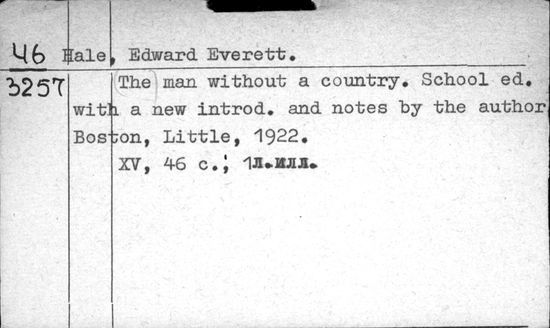 46 Hale, Edward Everett.
3257 (The) man without a country. School ed.
with a new introd. and notes by the author
Boston, Little, 1922.
XV, 46 с.; 1л.илл.